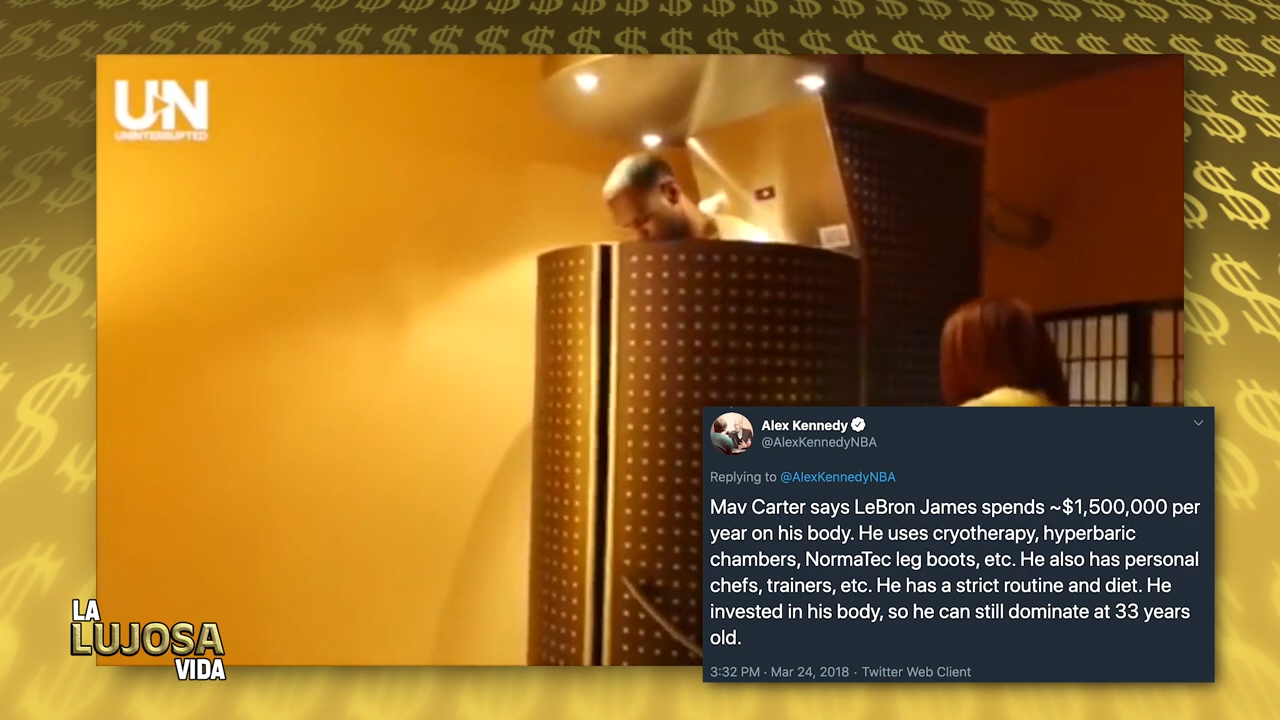 UN
UNINTERRUPTED
Alex Kennedy
@AlexKennedyNBA
Replying to @AlexKennedyNBA
Mav Carter says LeBron James spends ~$1,500,000 per
year on his body. He uses cryotherapy, hyperbaric
chambers, NormaTec leg boots, etc. He also has personal
chefs, trainers, etc. He has a strict routine and diet. He
invested in his body, so he can still dominate at 33 years
old.
3:32 PM · Mar 24, 2018 · Twitter Web Client
LA
LUJOSA
VIDA